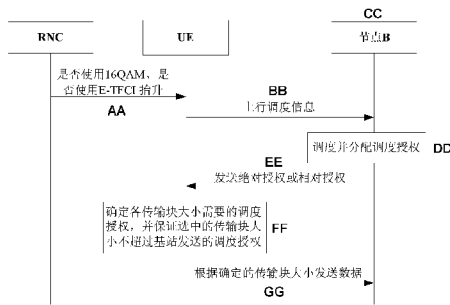 CC
RNC
UE
节点B
是否使用16QAM，是
否使用E-TFCI 抬升
AA
BB
上行调度信息
调度并分配调度授权
DD
EE
发送绝对授权或相对授权
确定各传输块大小需要的调度
授权，并保证选中的传输块大
小不超过基站发送的调度授权
FF
根据确定的传输块大小发送数据
GG